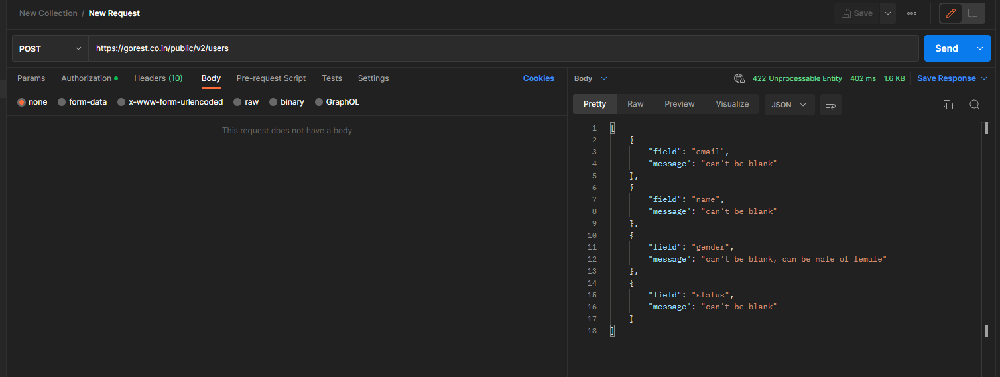 New Collection / New Request
Save
POST
https://gorest.co.in/public/v2/users
Send
Params Authorization Headers (10) Body Pre-request Script Tests Settings Cookies
none form-data x-www-form-urlencoded raw binary GraphQL
This request does not have a body
Body 422 Unprocessable Entity 402 ms 1.6 KB Save Response
Pretty Raw Preview Visualize JSON
1 [
2 {
3 "field": "email",
4 "message": "can't be blank"
5 },
6 {
7 "field": "name",
8 "message": "can't be blank"
9 },
10 {
11 "field": "gender",
12 "message": "can't be blank, can be male of female"
13 },
14 {
15 "field": "status",
16 "message": "can't be blank"
17 }
18 ]